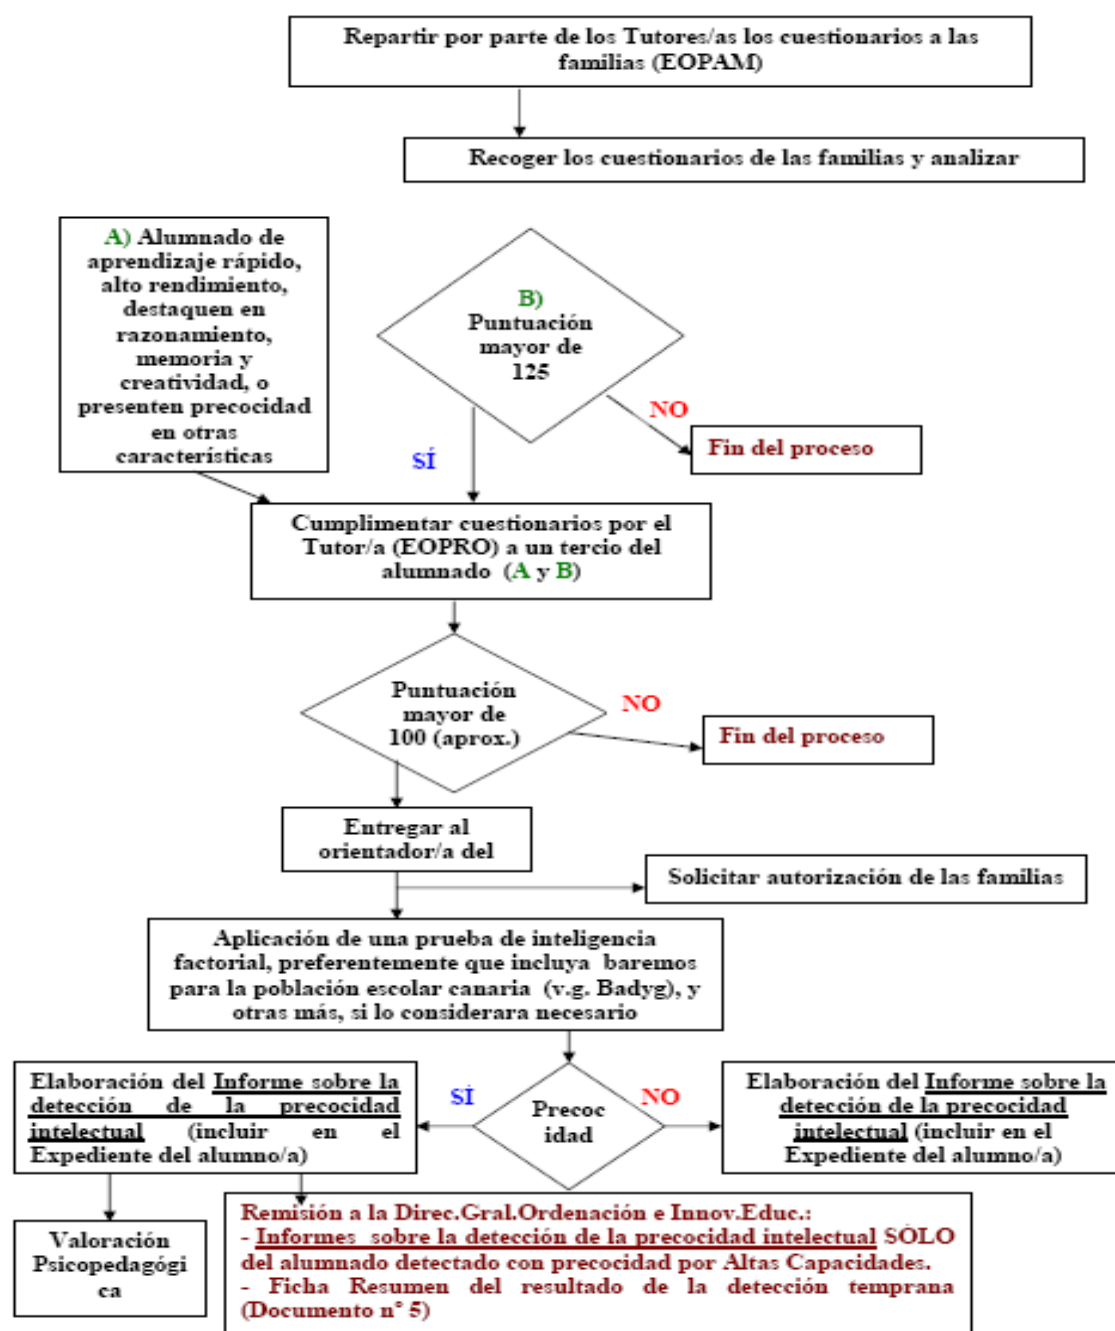 Repartir por parte de los Tutores/as los cuestionarios a las
familias (EOPAM)
Recoger los cuestionarios de las familias y analizar
A) Alumnado de
aprendizaje rápido,
alto rendimiento,
destaquen en
razonamiento,
memoria y
creatividad, o
presenten precocidad
en otras
características
B)
Puntuación
mayor de
125
NO
Fin del proceso
SÍ
Cumplimentar cuestionarios por el
Tutor/a (EOPRO) a un tercio del
alumnado (A y B)
Puntuación
mayor de
100 (aprox.)
NO
Fin del proceso
Entregar al
orientador/a del
Solicitar autorización de las familias
Aplicación de una prueba de inteligencia
factorial, preferentemente que incluya baremos
para la población escolar canaria (v.g. Badyg), y
otras más, si lo considerara necesario
Elaboración del Informe sobre la
detección de la precocidad
intelectual (incluir en el
Expediente del alumno/a)
SÍ
Precoc
idad
NO
Elaboración del Informe sobre la
detección de la precocidad
intelectual (incluir en el
Expediente del alumno/a)
Valoración
Psicopedagógi
ca
Remisión a la Direc.Gral.Ordenación e Innov.Educ.:
- Informes sobre la detección de la precocidad intelectual SÓLO
del alumnado detectado con precocidad por Altas Capacidades.
- Ficha Resumen del resultado de la detección temprana
(Documento nº 5)